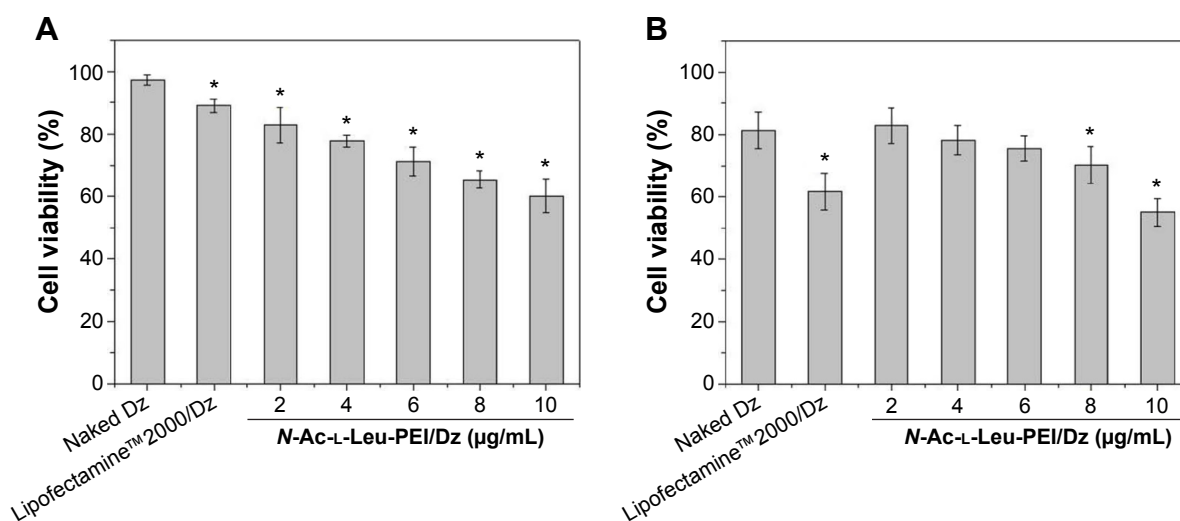 A
Cell viability (%)
100
80
60
40
20
0
*
*
*
*
*
*
Naked Dz
Lipofectamine™2000/Dz
2 4 6 8 10
N-Ac-L-Leu-PEI/Dz (µg/mL)
B
Cell viability (%)
100
80
60
40
20
0
*
*
*
Naked Dz
Lipofectamine™2000/Dz
2 4 6 8 10
N-Ac-L-Leu-PEI/Dz (µg/mL)